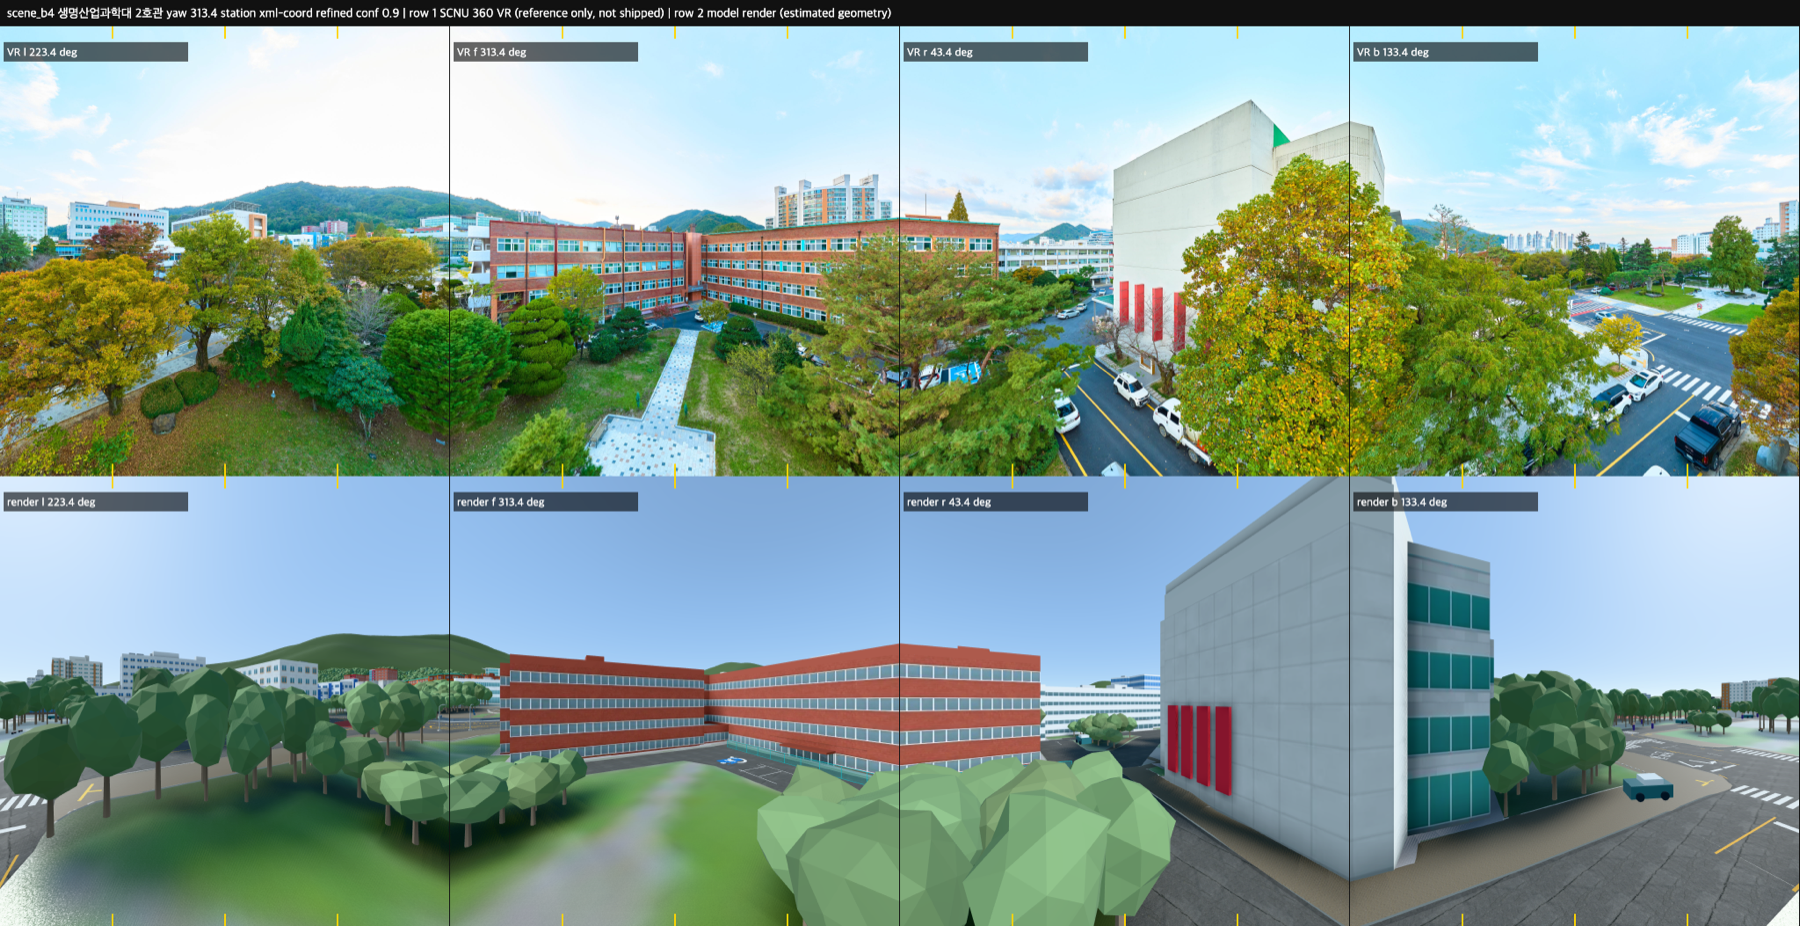 scene_b4 생명산업과학대 2호관 yaw 313.4 station xml-coord refined conf 0.9 | row 1 SCNU 360 VR (reference only, not shipped) | row 2 model render (estimated geometry)
VR l 223.4 deg
VR f 313.4 deg
VR r 43.4 deg
VR b 133.4 deg
render l 223.4 deg
render f 313.4 deg
render r 43.4 deg
render b 133.4 deg